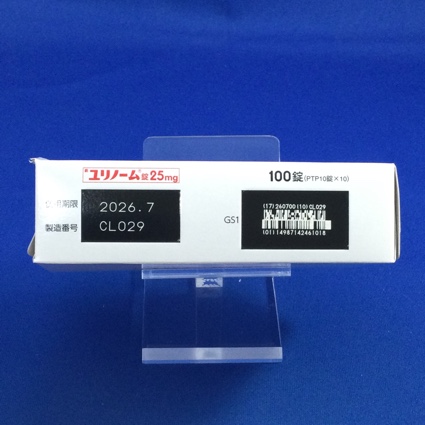 ユリノーム錠25mg
100錠(PTP10錠×10)
使用期限 2026.7
製造番号 CL029
GS1
(17)260700(10)CL029
(01)14987142461018